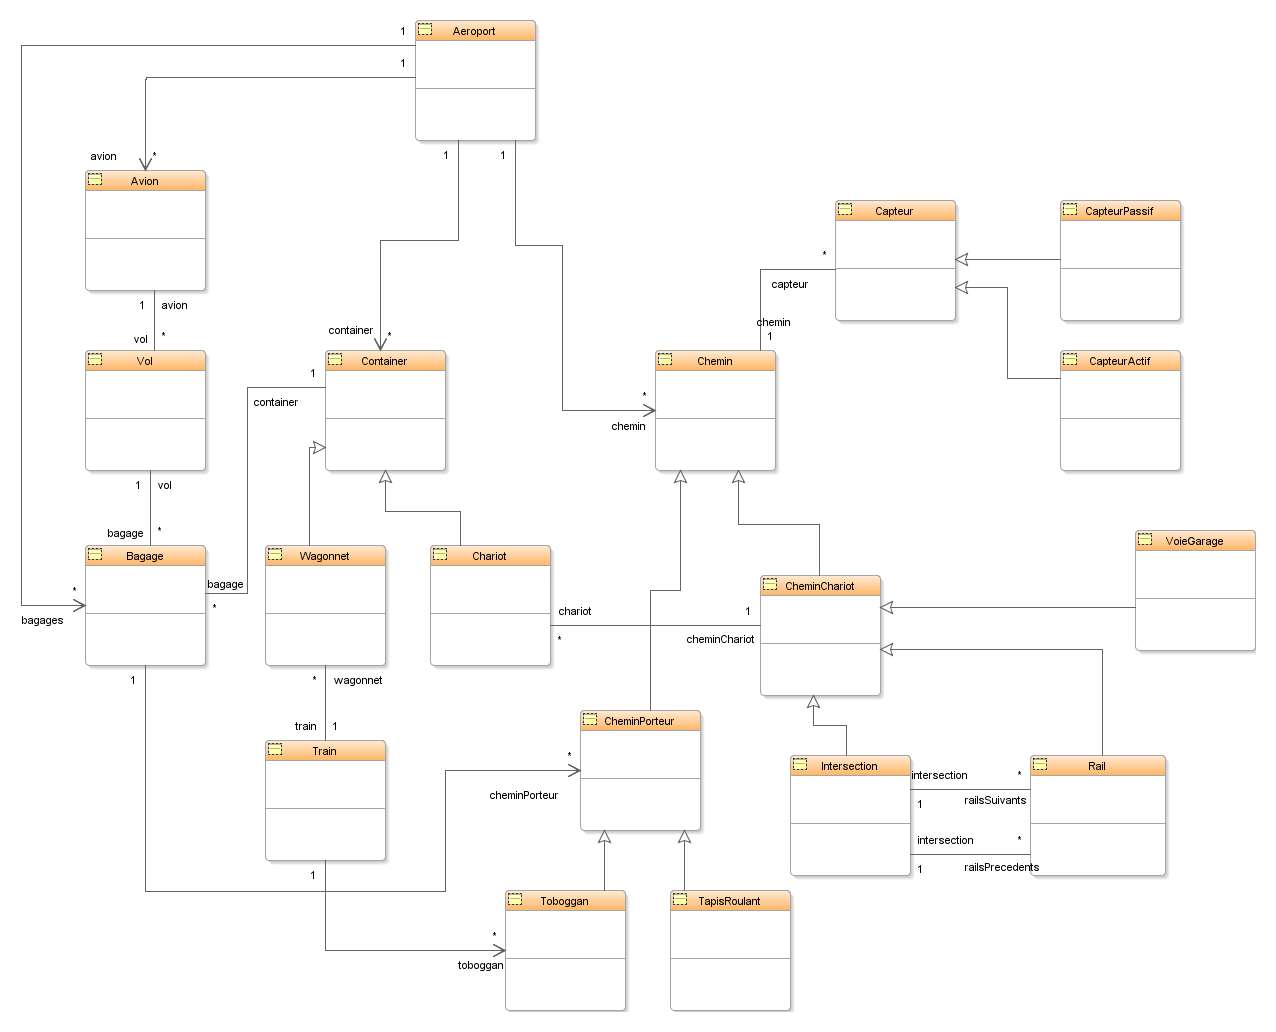 1
Aeroport
1
avion
*
1
1
Avion
Capteur
CapteurPassif
*
capteur
1
avion
vol
*
container
*
chemin
1
Vol
Container
Chemin
CapteurActif
1
container
*
chemin
1
vol
bagage
*
VoieGarage
Bagage
Wagonnet
Chariot
CheminChariot
bagage
*
*
bagages
chariot
1
*
cheminChariot
1
*
wagonnet
CheminPorteur
train
1
Train
*
cheminPorteur
Intersection
Rail
intersection
*
1
railsSuivants
intersection
*
1
railsPrecedents
1
Toboggan
TapisRoulant
*
toboggan